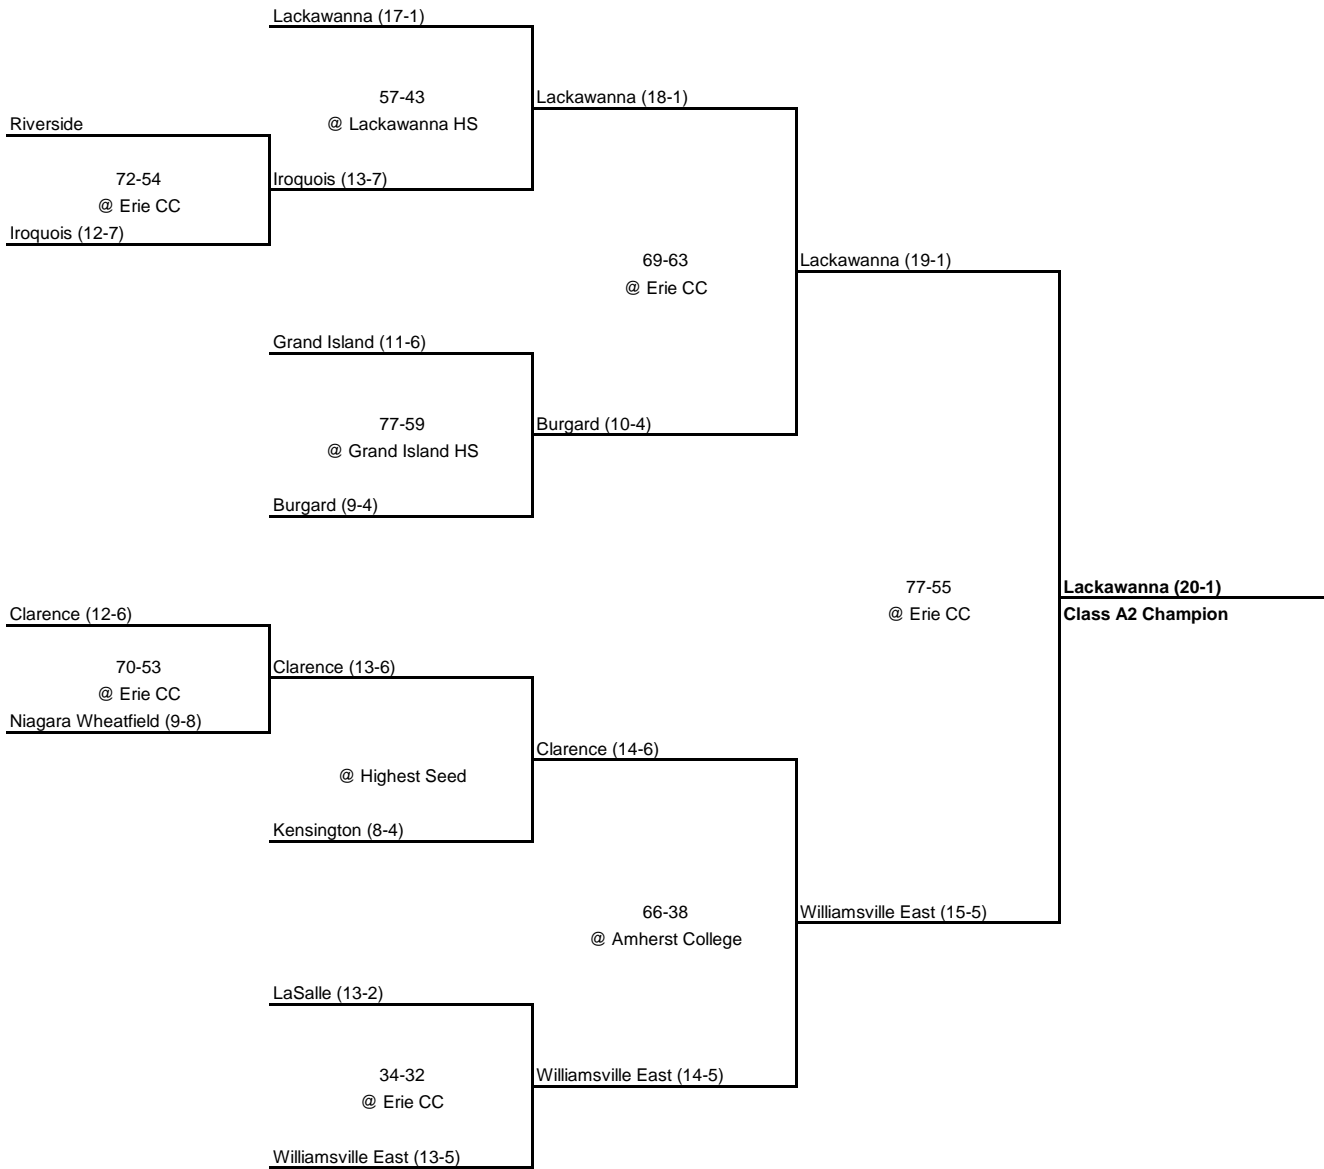 Lackawanna (17-1)
57-43
@ Lackawanna HS
Lackawanna (18-1)
Riverside
72-54
@ Erie CC
Iroquois (13-7)
Iroquois (12-7)
69-63
@ Erie CC
Lackawanna (19-1)
Grand Island (11-6)
77-59
@ Grand Island HS
Burgard (10-4)
Burgard (9-4)
77-55
@ Erie CC
Lackawanna (20-1)
Class A2 Champion
Clarence (12-6)
70-53
@ Erie CC
Clarence (13-6)
Niagara Wheatfield (9-8)
@ Highest Seed
Clarence (14-6)
Kensington (8-4)
66-38
@ Amherst College
Williamsville East (15-5)
LaSalle (13-2)
34-32
@ Erie CC
Williamsville East (14-5)
Williamsville East (13-5)